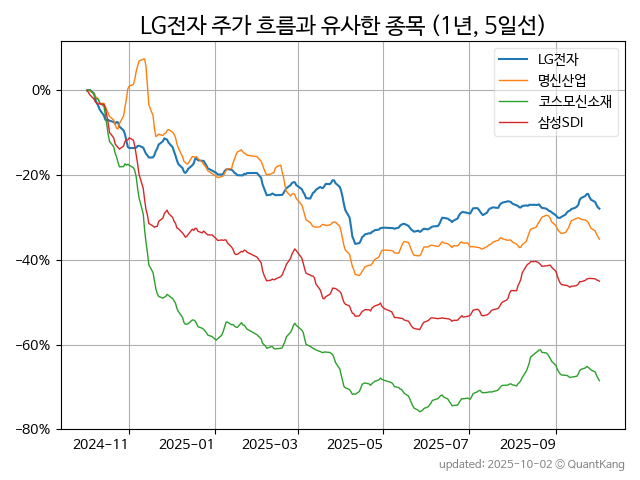 LG전자 주가 흐름과 유사한 종목 (1년, 5일선)
LG전자
명신산업
코스모신소재
삼성SDI
0%
−20%
−40%
−60%
−80%
2024−11
2025−01
2025−03
2025−05
2025−07
2025−09
updated: 2025-10-02 © QuantKang